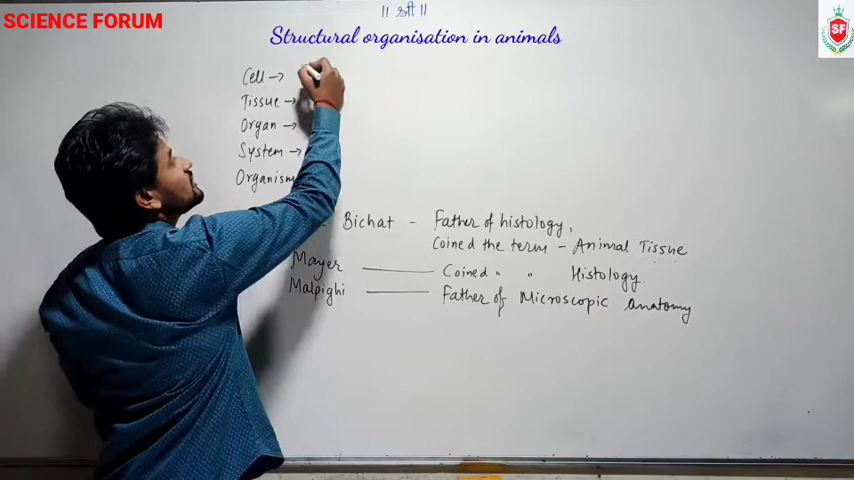 SCIENCE FORUM
|| श्री ||
Structural organisation in animals
SF
Cell →
Tissue →
Organ →
System →
Organism
Bichat - Father of histology.
Coined the term - Animal Tissue
Mayer — Coined " " Histology.
Malpighi — Father of Microscopic anatomy